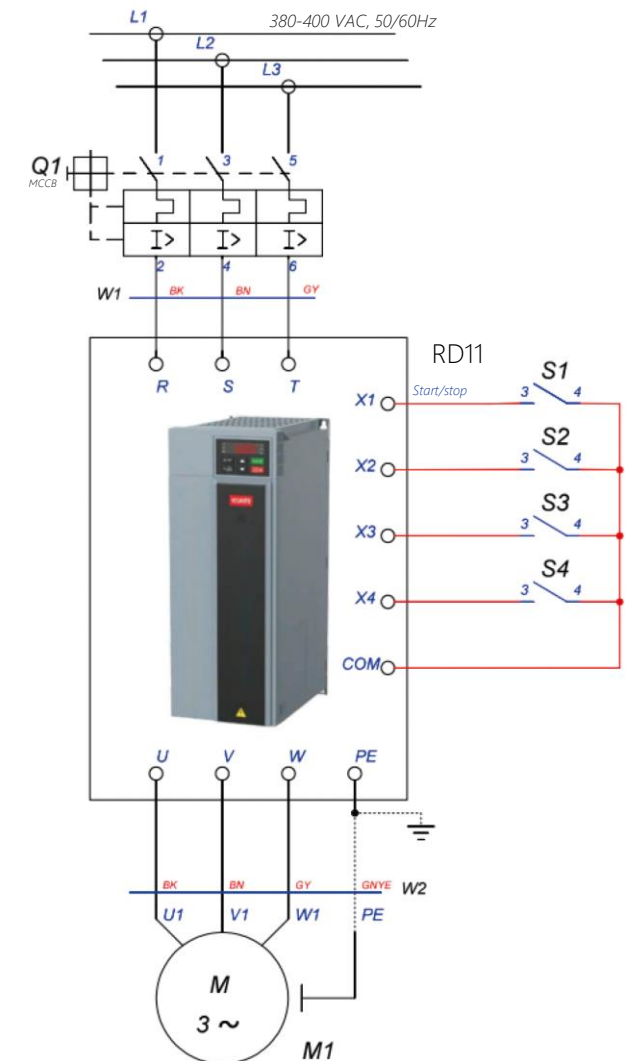 L1 380-400 VAC, 50/60Hz
L2
L3
Q1 1 3 5
MCCB
I> I> I>
2 4 6
W1 BK BN GY
RD11
R S T
X1 Start/stop 3 S1 4
X2 3 S2 4
X3 3 S3 4
X4 3 S4 4
COM
U V W PE
BK BN GY GNYE W2
U1 V1 W1 PE
M
3 ~
M1